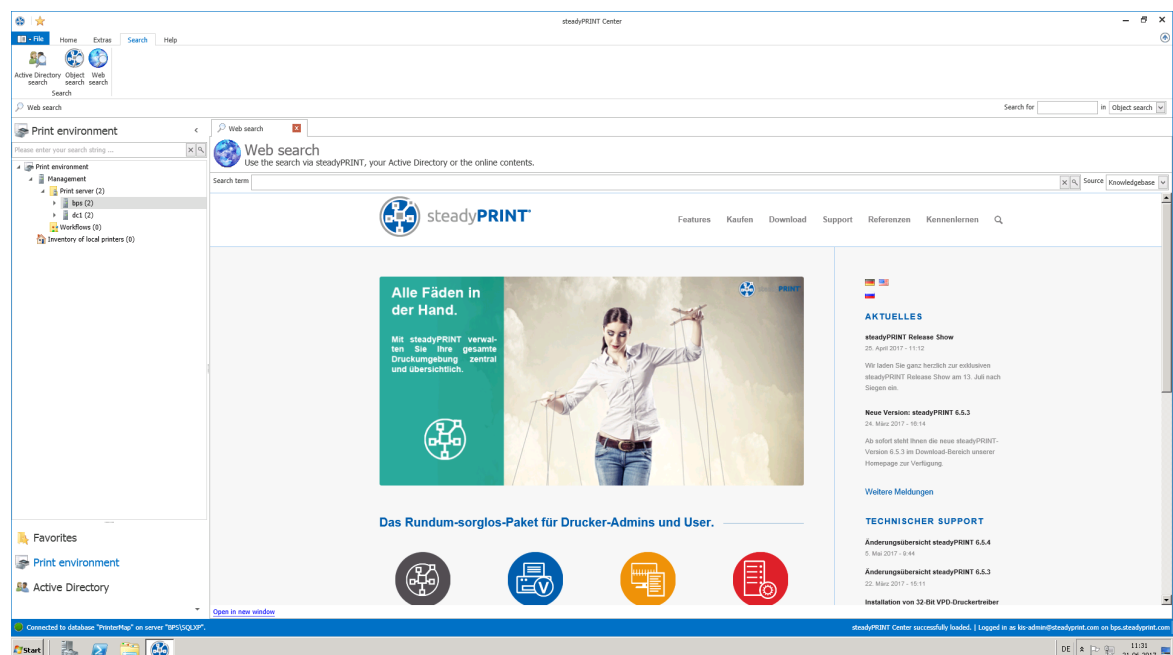 steadyPRINT Center
File Home Extras Search Help
Active Directory search
Object search
Web search
Search
Web search
Search for in Object search
Print environment
Web search
Please enter your search string ...
Web search
Use the search via steadyPRINT, your Active Directory or the online contents.
Print environment
Management
Print server (2)
bps (2)
dc1 (2)
Workflows (0)
Inventory of local printers (0)
Search term
Source Knowledgebase
steadyPRINT
Features Kaufen Download Support Referenzen Kennenlernen
Alle Fäden in
der Hand.
Mit steadyPRINT verwal-
ten Sie Ihre gesamte
Druckumgebung zentral
und übersichtlich.
steadyPRINT
AKTUELLES
steadyPRINT Release Show
25. April 2017 - 11:12
Wir laden Sie ganz herzlich zur exklusiven
steadyPRINT Release Show am 13. Juli nach
Siegen ein.
Neue Version: steadyPRINT 6.5.3
24. März 2017 - 16:14
Ab sofort steht Ihnen die neue steadyPRINT-
Version 6.5.3 im Download-Bereich unserer
Homepage zur Verfügung.
Weitere Meldungen
Das Rundum-sorglos-Paket für Drucker-Admins und User.
TECHNISCHER SUPPORT
Änderungsübersicht steadyPRINT 6.5.4
5. Mai 2017 - 9:44
Änderungsübersicht steadyPRINT 6.5.3
22. März 2017 - 15:11
Installation von 32-Bit VPD-Druckertreiber
V
Favorites
Print environment
Active Directory
Open in new window
Connected to database "PrinterMap" on server "BPS\SQLXP".
steadyPRINT Center successfully loaded. | Logged in as kis-admin@steadyprint.com on bps.steadyprint.com
Start
DE
11:31
21.06.2017